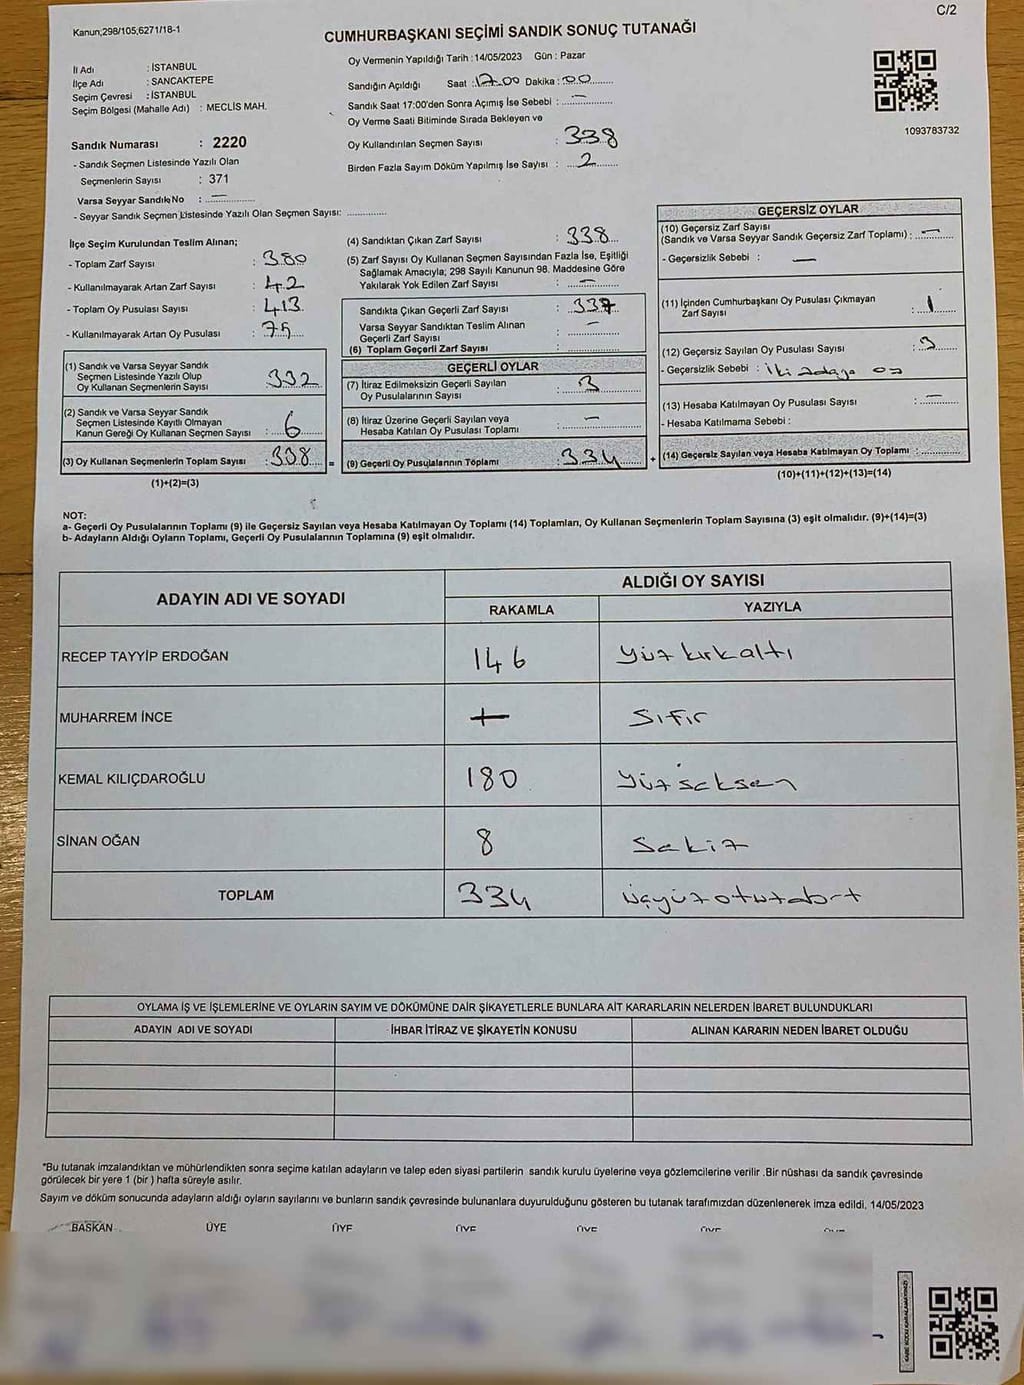 Kanun;298/105;6271/18-1
C/2
CUMHURBAŞKANI SEÇİMİ SANDIK SONUÇ TUTANAĞI
İl Adı : İSTANBUL
İlçe Adı : SANCAKTEPE
Seçim Çevresi : İSTANBUL
Seçim Bölgesi (Mahalle Adı) : MECLİS MAH.
Sandık Numarası : 2220
- Sandık Seçmen Listesinde Yazılı Olan
Seçmenlerin Sayısı : 371
Varsa Seyyar Sandık No : —
- Seyyar Sandık Seçmen Listesinde Yazılı Olan Seçmen Sayısı: ............
Oy Vermenin Yapıldığı Tarih : 14/05/2023 Gün : Pazar
Sandığın Açıldığı Saat : 17.00 Dakika : 00
Sandık Saat 17:00'den Sonra Açımış İse Sebebi : —
Oy Verme Saati Bitiminde Sırada Bekleyen ve
Oy Kullandırılan Seçmen Sayısı : 338
Birden Fazla Sayım Döküm Yapılmış İse Sayısı : 2
1093783732
İlçe Seçim Kurulundan Teslim Alınan;
- Toplam Zarf Sayısı : 380
- Kullanılmayarak Artan Zarf Sayısı : 42
- Toplam Oy Pusulası Sayısı : 413
- Kullanılmayarak Artan Oy Pusulası : 75
(1) Sandık ve Varsa Seyyar Sandık
Seçmen Listesinde Yazılı Olup
Oy Kullanan Seçmenlerin Sayısı : 332
(2) Sandık ve Varsa Seyyar Sandık
Seçmen Listesinde Kayıtlı Olmayan
Kanun Gereği Oy Kullanan Seçmen Sayısı : 6
(3) Oy Kullanan Seçmenlerin Toplam Sayısı : 338 =
(1)+(2)=(3)
(4) Sandıktan Çıkan Zarf Sayısı : 338
(5) Zarf Sayısı Oy Kullanan Seçmen Sayısından Fazla İse, Eşitliği
Sağlamak Amacıyla; 298 Sayılı Kanunun 98. Maddesine Göre
Yakılarak Yok Edilen Zarf Sayısı : —
Sandıkta Çıkan Geçerli Zarf Sayısı : 337
Varsa Seyyar Sandıktan Teslim Alınan
Geçerli Zarf Sayısı : —
(6) Toplam Geçerli Zarf Sayısı : ............
GEÇERLİ OYLAR
(7) İtiraz Edilmeksizin Geçerli Sayılan
Oy Pusulalarının Sayısı : 3
(8) İtiraz Üzerine Geçerli Sayılan veya
Hesaba Katılan Oy Pusulası Toplamı : —
(9) Geçerli Oy Pusulalarının Toplamı : 334 +
GEÇERSİZ OYLAR
(10) Geçersiz Zarf Sayısı
(Sandık ve Varsa Seyyar Sandık Geçersiz Zarf Toplamı) : —
- Geçersizlik Sebebi : —
(11) İçinden Cumhurbaşkanı Oy Pusulası Çıkmayan
Zarf Sayısı : 1
(12) Geçersiz Sayılan Oy Pusulası Sayısı : 3
- Geçersizlik Sebebi : İki adaya oy
(13) Hesaba Katılmayan Oy Pusulası Sayısı : —
- Hesaba Katılmama Sebebi :
(14) Geçersiz Sayılan veya Hesaba Katılmayan Oy Toplamı : ............
(10)+(11)+(12)+(13)=(14)
NOT:
a- Geçerli Oy Pusulalarının Toplamı (9) ile Geçersiz Sayılan veya Hesaba Katılmayan Oy Toplamı (14) Toplamları, Oy Kullanan Seçmenlerin Toplam Sayısına (3) eşit olmalıdır. (9)+(14)=(3)
b- Adayların Aldığı Oyların Toplamı, Geçerli Oy Pusulalarının Toplamına (9) eşit olmalıdır.
ADAYIN ADI VE SOYADI
ALDIĞI OY SAYISI
RAKAMLA YAZIYLA
RECEP TAYYİP ERDOĞAN 146 Yüz kırkaltı
MUHARREM İNCE — Sıfır
KEMAL KILIÇDAROĞLU 180 Yüzseksen
SİNAN OĞAN 8 Sekiz
TOPLAM 334 üçyüzotuzdört
OYLAMA İŞ VE İŞLEMLERİNE VE OYLARIN SAYIM VE DÖKÜMÜNE DAİR ŞİKAYETLERLE BUNLARA AİT KARARLARIN NELERDEN İBARET BULUNDUKLARI
ADAYIN ADI VE SOYADI İHBAR İTİRAZ VE ŞİKAYETİN KONUSU ALINAN KARARIN NEDEN İBARET OLDUĞU
*Bu tutanak imzalandıktan ve mühürlendikten sonra seçime katılan adayların ve talep eden siyasi partilerin sandık kurulu üyelerine veya gözlemcilerine verilir .Bir nüshası da sandık çevresinde
görülecek bir yere 1 (bir ) hafta süreyle asılır.
Sayım ve döküm sonucunda adayların aldığı oyların sayılarını ve bunların sandık çevresinde bulunanlara duyurulduğunu gösteren bu tutanak tarafımızdan düzenlenerek imza edildi. 14/05/2023
BAŞKAN ÜYE ÜYE ÜYE ÜYE ÜYE ÜYE